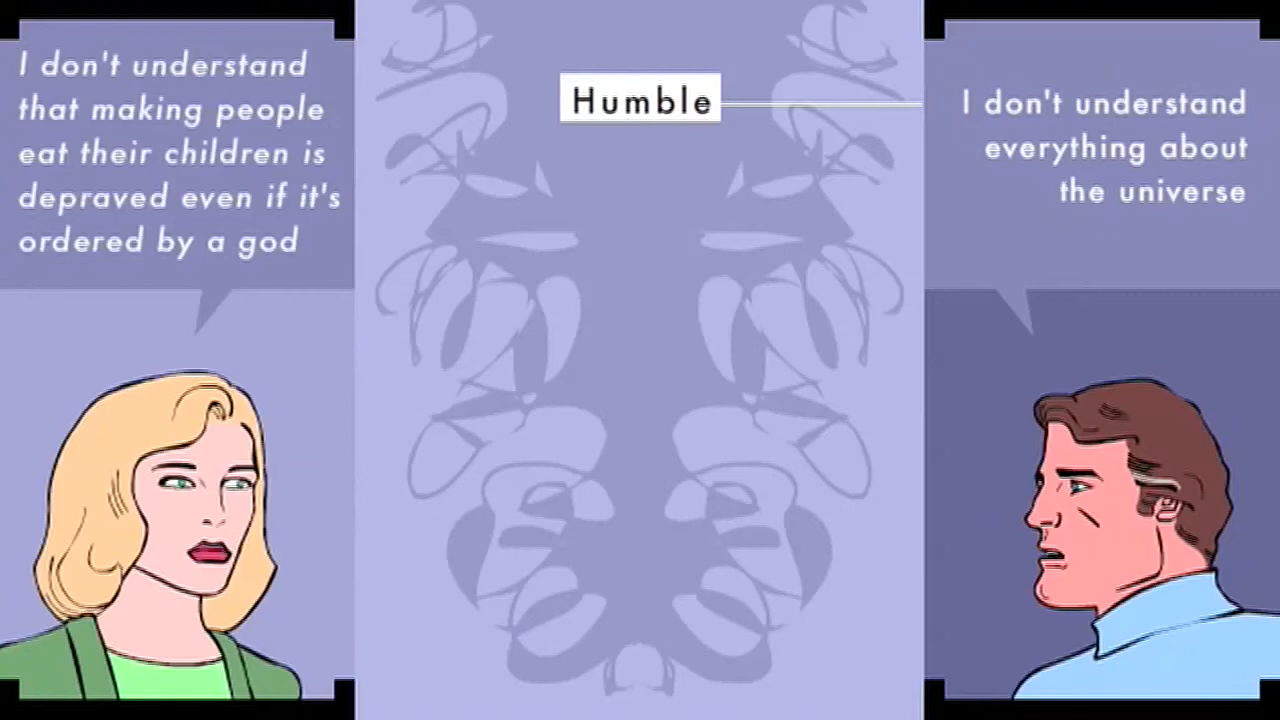 I don't understand
that making people
eat their children is
depraved even if it's
ordered by a god
Humble
I don't understand
everything about
the universe